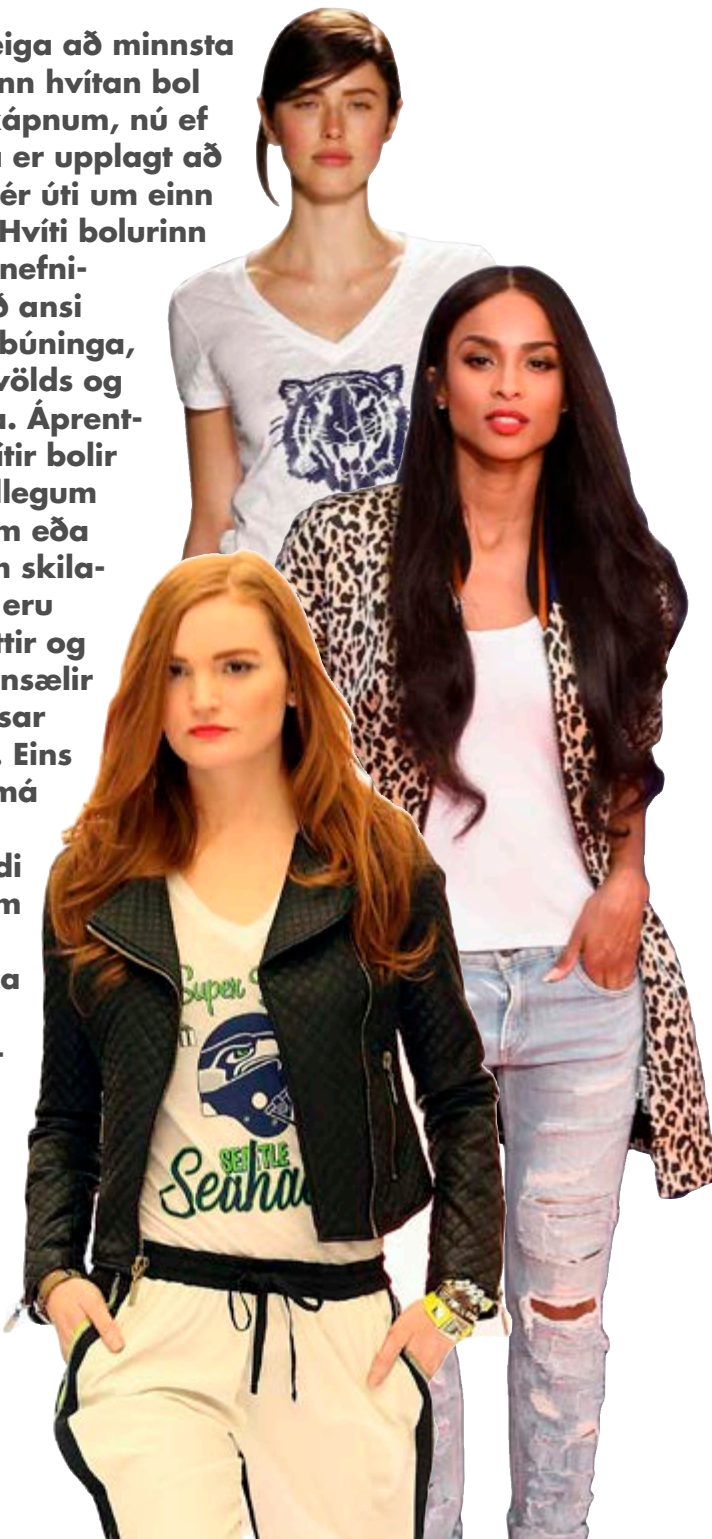 eiga að minnsta
nn hvítan bol
kápnum, nú ef
er upplagt að
ér úti um einn
Hvíti bolurinn
nefni-
ansi
búninga,
völds og
a. Áprent-
ítir bolir
llegum
m eða
skila-
eru
ttir og
nsælir
sar
. Eins
má
di
m
a
Super
SEATTLE
Seaha